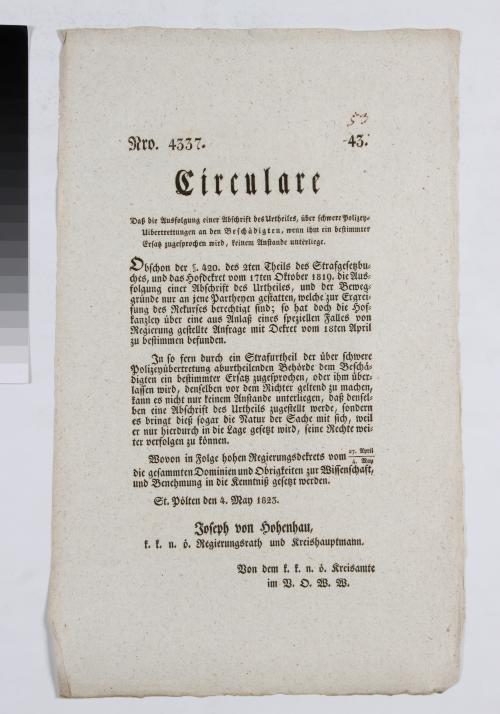 53
Nro. 4337. 43.
Circulare
Daß die Ausfolgung einer Abschrift des Urtheiles, über schwere Polizey-
Uibertrettungen an den Beschädigten, wenn ihm ein bestimmter
Ersatz zugesprochen wird, keinem Anstande unterliege.
Obschon der §. 420. des 2ten Theils des Strafgesetzbu-
ches, und das Hofdekret vom 17ten Oktober 1819. die Aus-
folgung einer Abschrift des Urtheiles, und der Beweg-
gründe nur an jene Partheyen gestatten, welche zur Ergrei-
fung des Rekurses berechtigt sind; so hat doch die Hof-
kanzley über eine aus Anlaß eines speziellen Falles von
Regierung gestellte Anfrage mit Dekret vom 18ten April
zu bestimmen befunden.
In so fern durch ein Strafurtheil der über schwere
Polizeyübertretung aburtheilenden Behörde dem Beschä-
digten ein bestimmter Ersatz zugesprochen, oder ihm über-
lassen wird, denselben vor dem Richter geltend zu machen,
kann es nicht nur keinem Anstande unterliegen, daß densel-
ben eine Abschrift des Urtheils zugestellt werde, sondern
es bringt dieß sogar die Natur der Sache mit sich, weil
er nur hierdurch in die Lage gesetzt wird, seine Rechte wei-
ter verfolgen zu können.
Wovon in Folge hohen Regierungsdekrets vom 27. April / 4. May
die gesammten Dominien und Obrigkeiten zur Wissenschaft,
und Benehmung in die Kenntniß gesetzt werden.
St. Pölten den 4. May 1823.
Joseph von Hohenhau,
k. k. n. ö. Regierungsrath und Kreishauptmann.
Von dem k. k. n. ö. Kreisamte
im V. O. W. W.